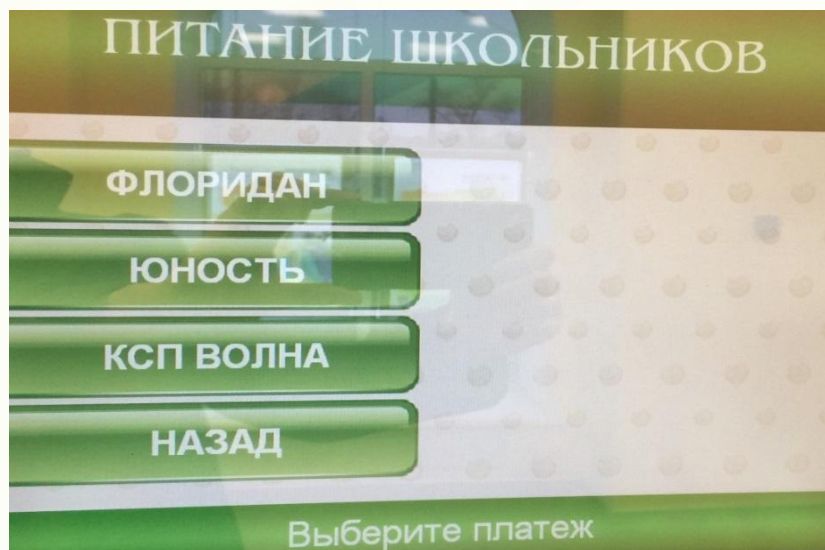 ПИТАНИЕ ШКОЛЬНИКОВ
ФЛОРИДАН
ЮНОСТЬ
КСП ВОЛНА
НАЗАД
Выберите платеж